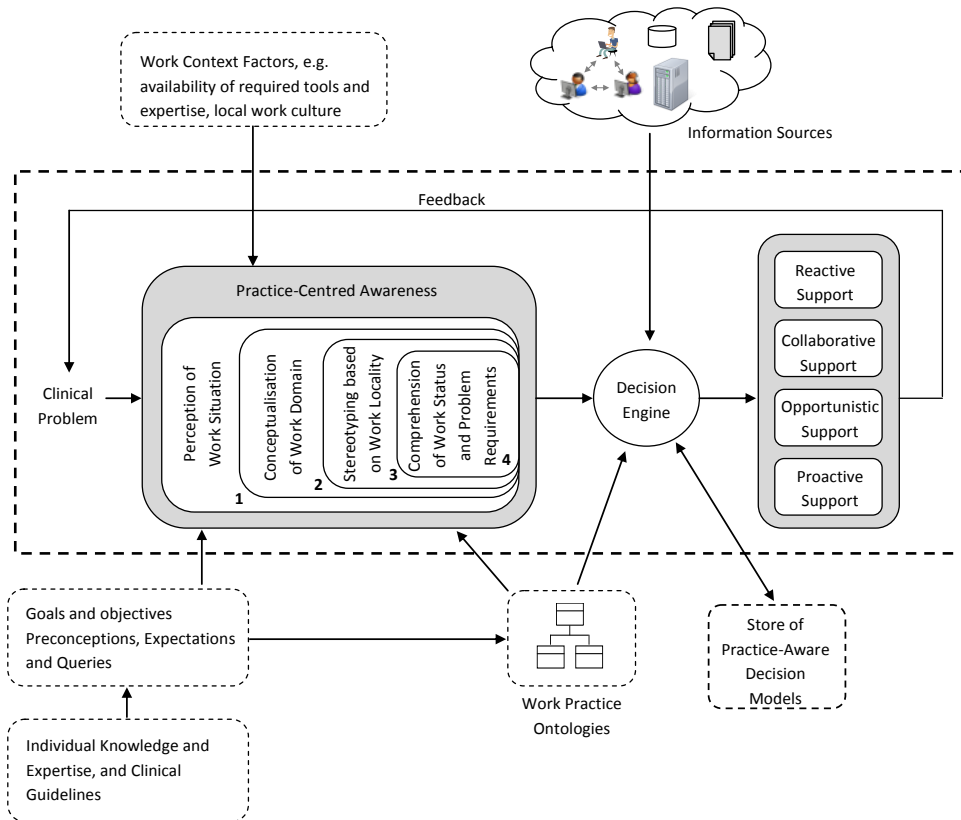 Work Context Factors, e.g.
availability of required tools and
expertise, local work culture
Information Sources
Feedback
Practice-Centred Awareness
Clinical
Problem
Perception of
Work Situation
1
Conceptualisation
of Work Domain
2
Stereotyping based
on Work Locality
3
Comprehension
of Work Status
and Problem
Requirements
4
Decision
Engine
Reactive
Support
Collaborative
Support
Opportunistic
Support
Proactive
Support
Goals and objectives
Preconceptions, Expectations
and Queries
Work Practice
Ontologies
Store of
Practice-Aware
Decision
Models
Individual Knowledge and
Expertise, and Clinical
Guidelines